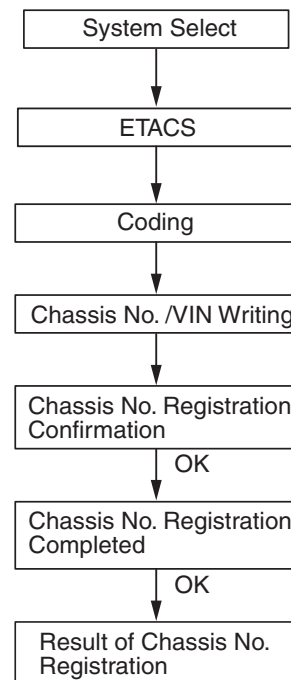 System Select
ETACS
Coding
Chassis No. /VIN Writing
Chassis No. Registration
Confirmation
OK
Chassis No. Registration
Completed
OK
Result of Chassis No.
Registration